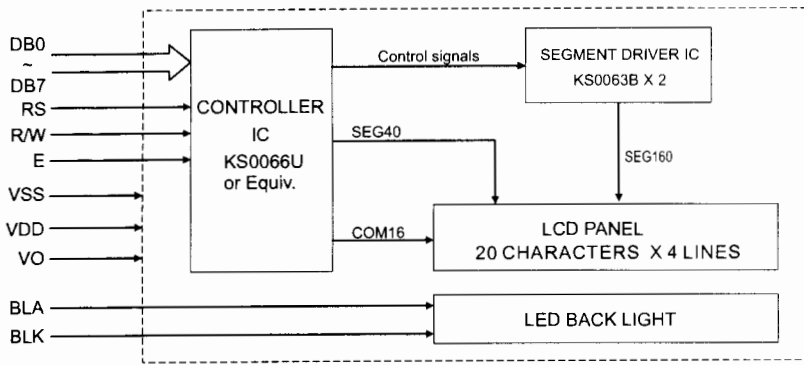 DB0
~
DB7
RS
R/W
E
VSS
VDD
VO
BLA
BLK
CONTROLLER
IC
KS0066U
or Equiv.
Control signals
SEG40
COM16
SEGMENT DRIVER IC
KS0063B X 2
SEG160
LCD PANEL
20 CHARACTERS X 4 LINES
LED BACK LIGHT